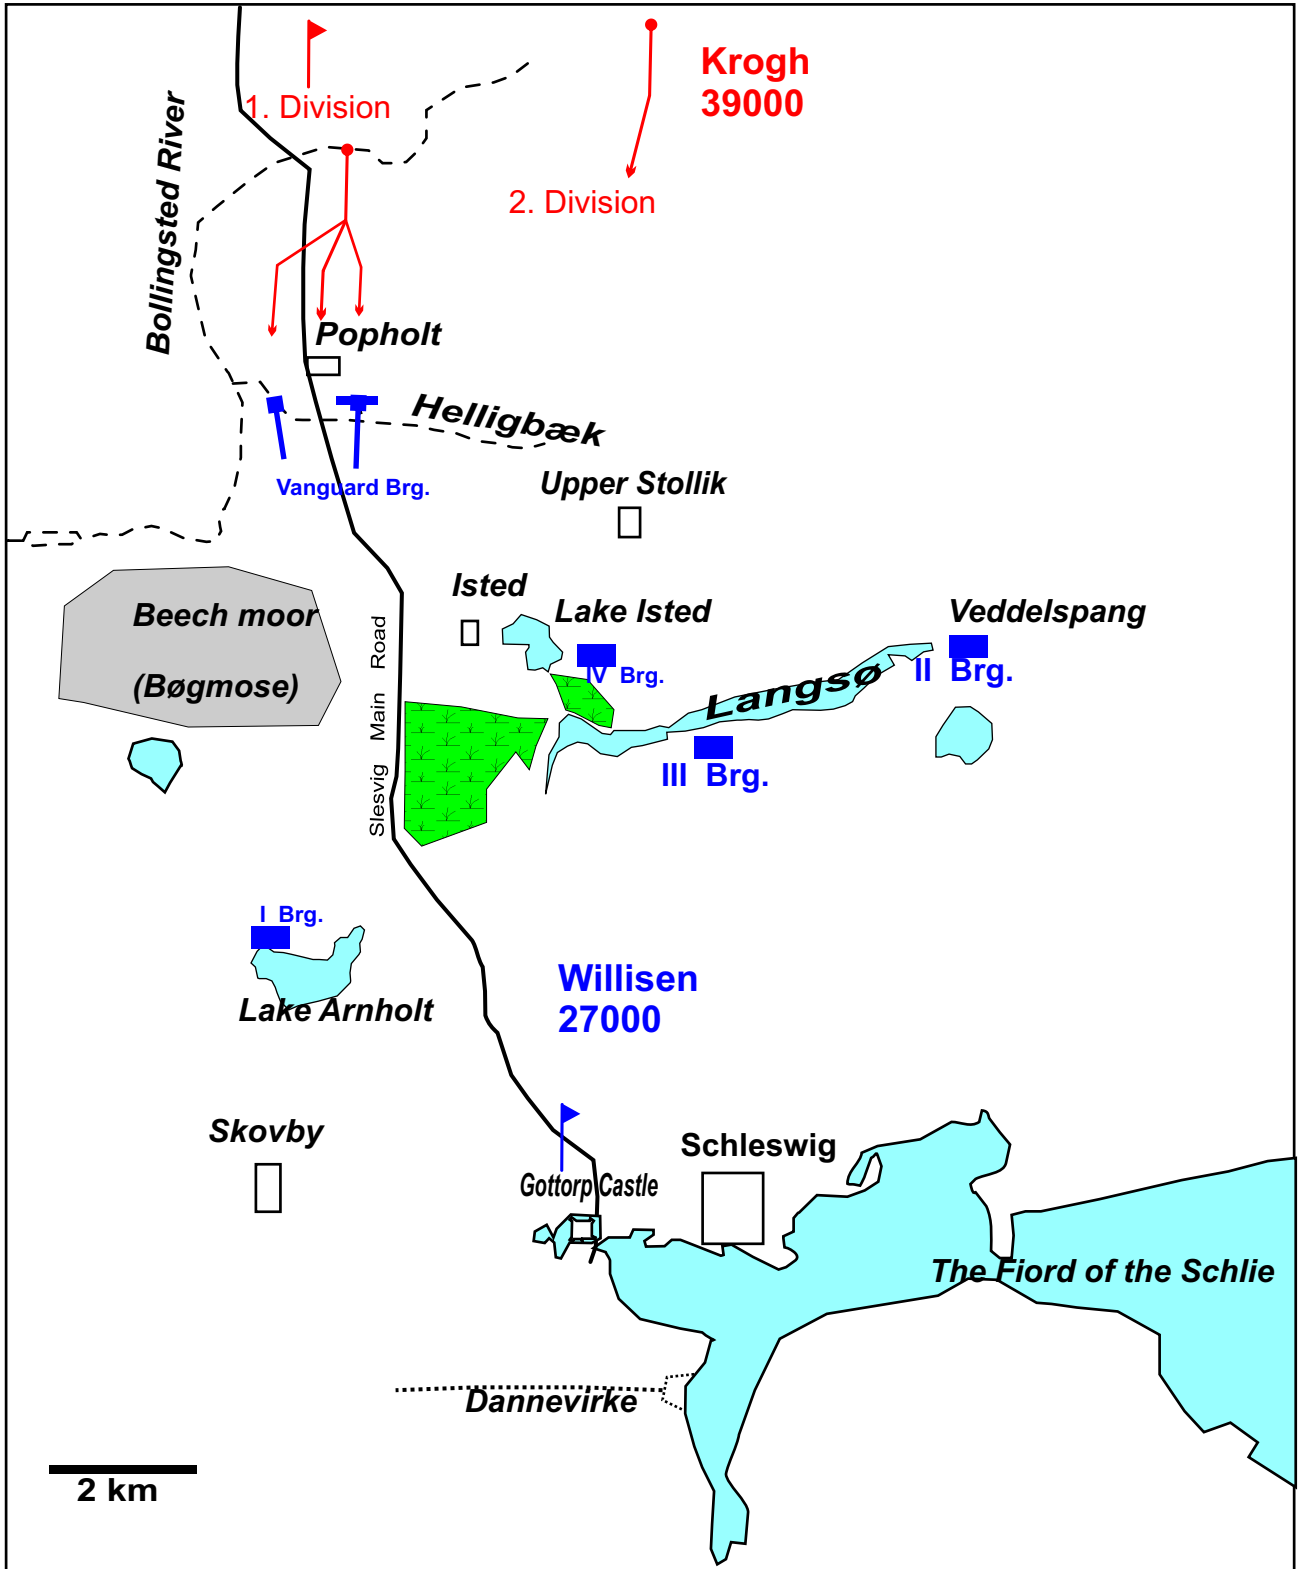 Krogh
39000
1. Division
2. Division
Bollingsted River
Popholt
Helligbæk
Vanguard Brg.
Upper Stollik
Isted
Lake Isted
Veddelspang
Beech moor
(Bøgmose)
Slesvig Main Road
IV Brg.
Langsø
II Brg.
III Brg.
I Brg.
Lake Arnholt
Willisen
27000
Skovby
Schleswig
Gottorp Castle
The Fiord of the Schlie
Dannevirke
2 km